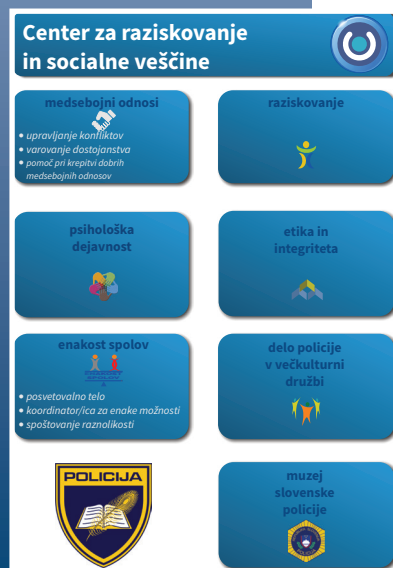 Center za raziskovanje
in socialne veščine
medsebojni odnosi
• upravljanje konfliktov
• varovanje dostojanstva
• pomoč pri krepitvi dobrih
medsebojnih odnosov
raziskovanje
psihološka
dejavnost
etika in
integriteta
enakost spolov
• posvetovalno telo
• koordinator/ica za enake možnosti
• spoštovanje raznolikosti
delo policije
v večkulturni
družbi
POLICIJA
muzej
slovenske
policije